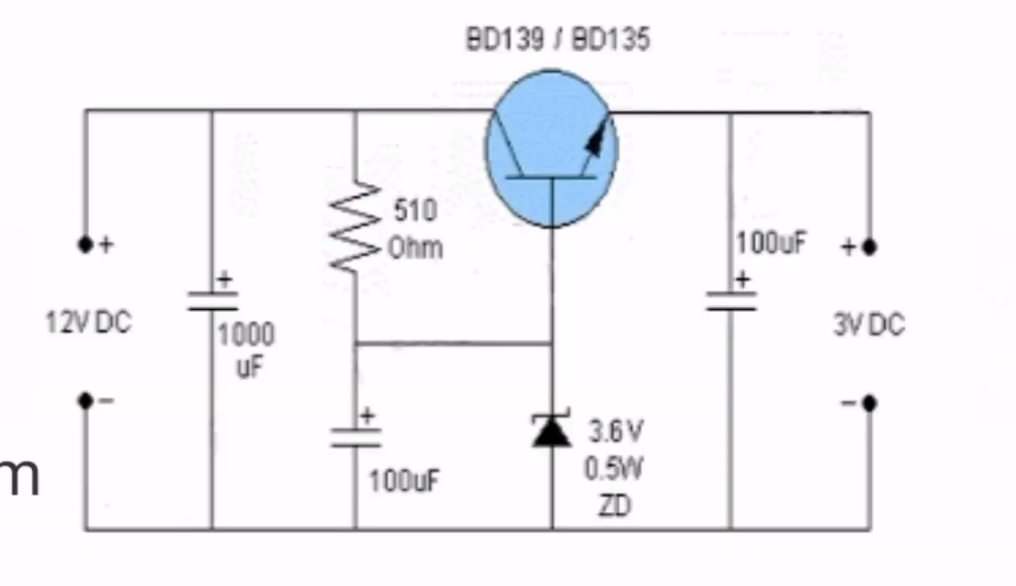 BD139 / BD135
510
Ohm
100uF
+
+
+
+
+
12V DC
1000
uF
3V DC
-
-
+
100uF
3.6V
0.5W
ZD
m